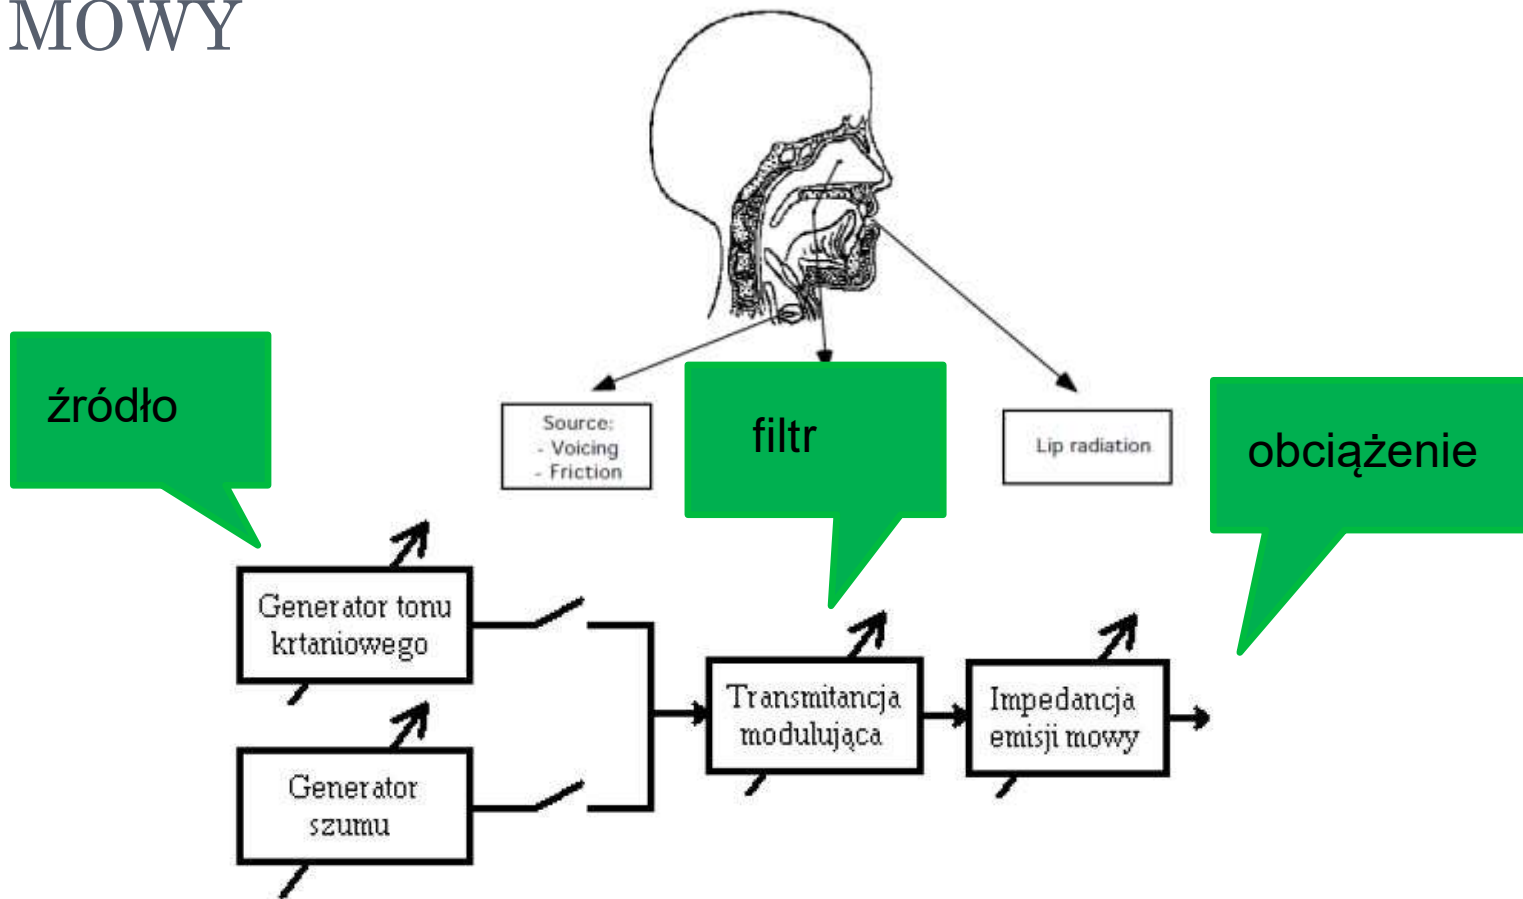 MOWY
źródło
Source:
- Voicing
- Friction
filtr
Lip radiation
obciążenie
Generator tonu
krtaniowego
Generator
szumu
Transmitancja
modulująca
Impedancja
emisji mowy